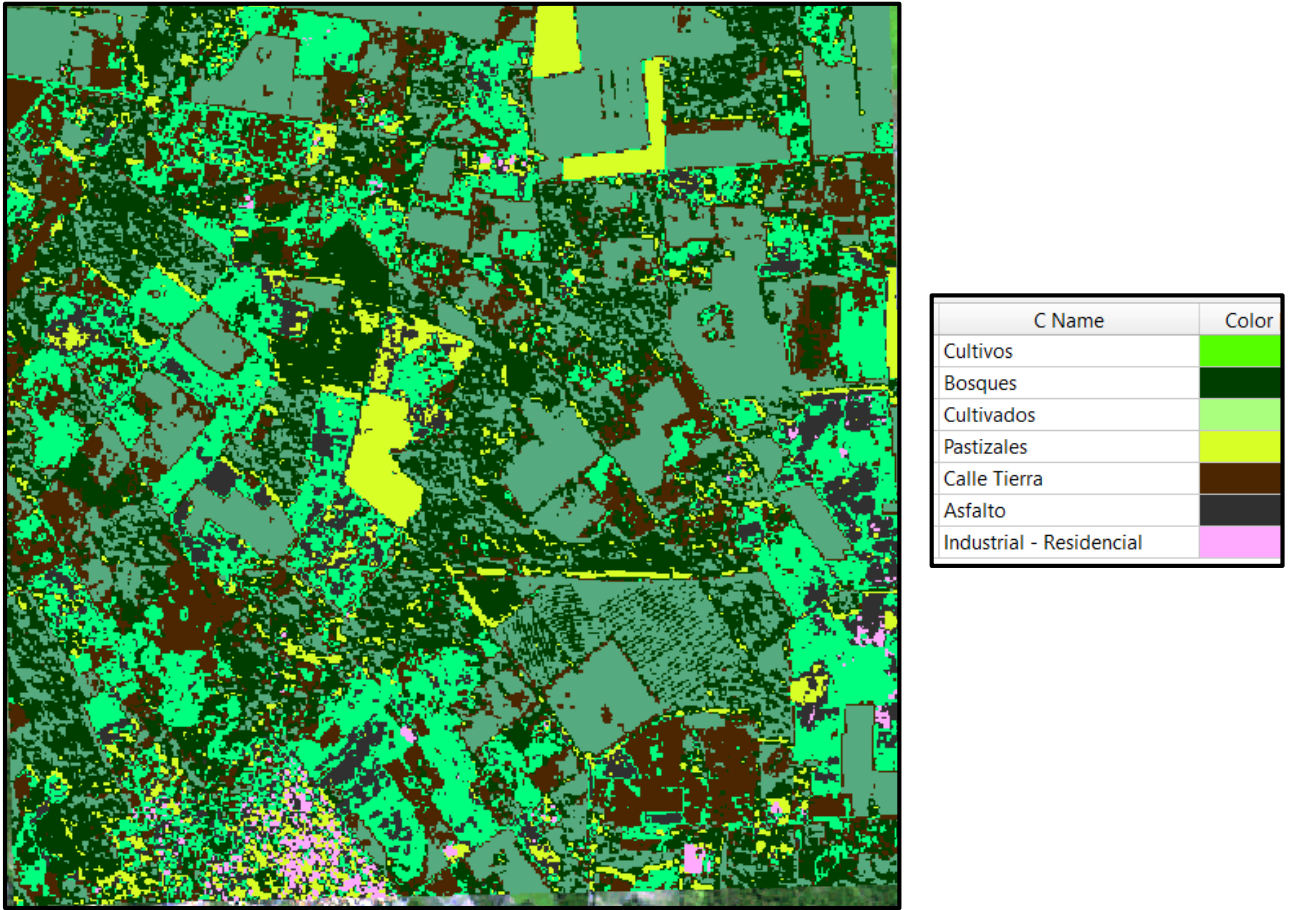 C Name Color
Cultivos
Bosques
Cultivados
Pastizales
Calle Tierra
Asfalto
Industrial - Residencial